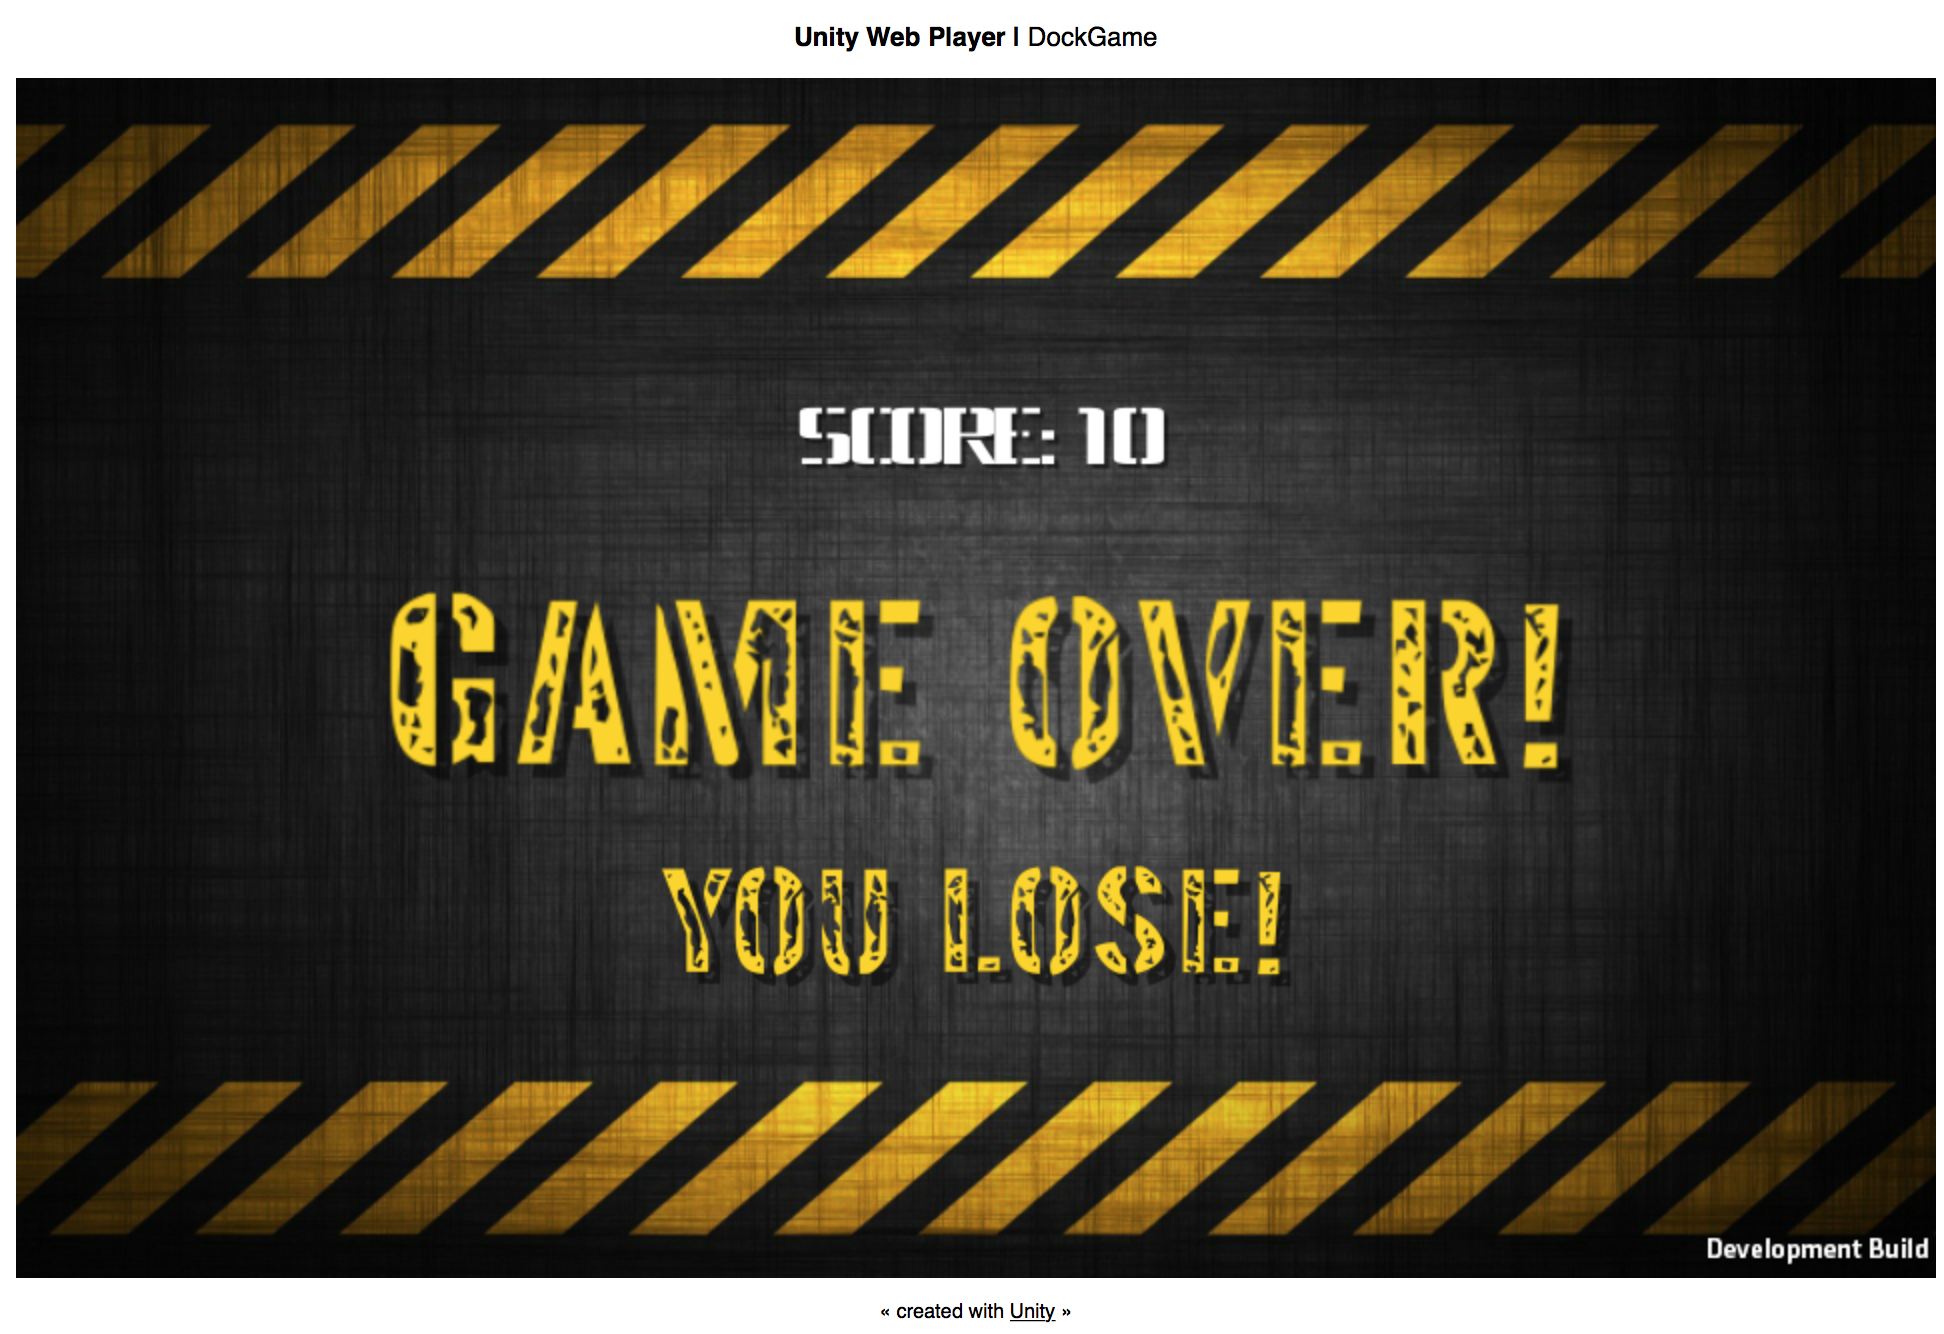 Unity Web Player | DockGame
SCORE: 10
GAME OVER!
YOU LOSE!
Development Build
« created with Unity »